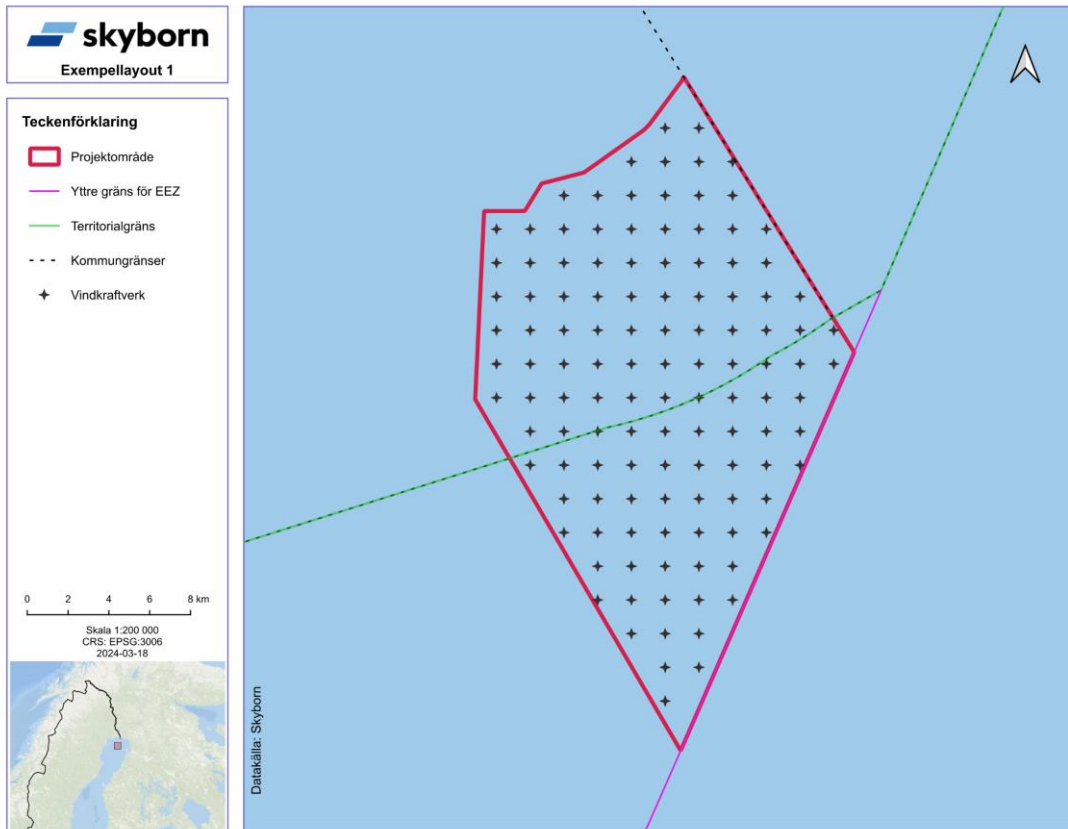 skyborn
Exempellayout 1
Teckenförklaring
Projektområde
Yttre gräns för EEZ
Territorialgräns
Kommungränser
Vindkraftverk
0 2 4 6 8 km
Skala 1:200 000
CRS: EPSG:3006
2024-03-18
Datakälla: Skyborn